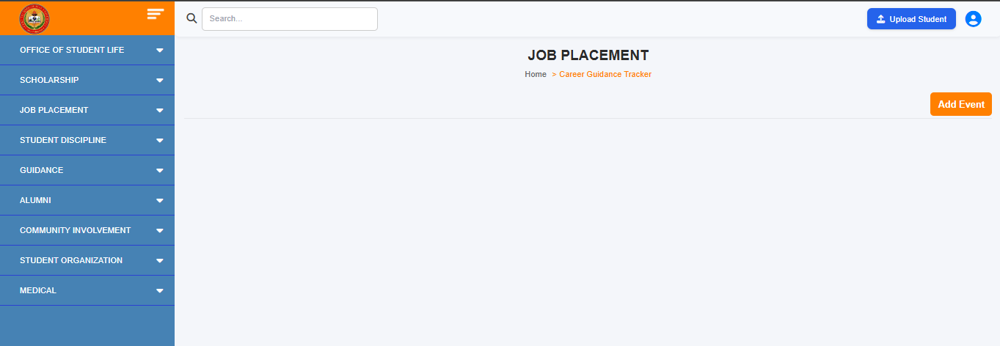 Search...
Upload Student
OFFICE OF STUDENT LIFE
SCHOLARSHIP
JOB PLACEMENT
STUDENT DISCIPLINE
GUIDANCE
ALUMNI
COMMUNITY INVOLVEMENT
STUDENT ORGANIZATION
MEDICAL
JOB PLACEMENT
Home > Career Guidance Tracker
Add Event